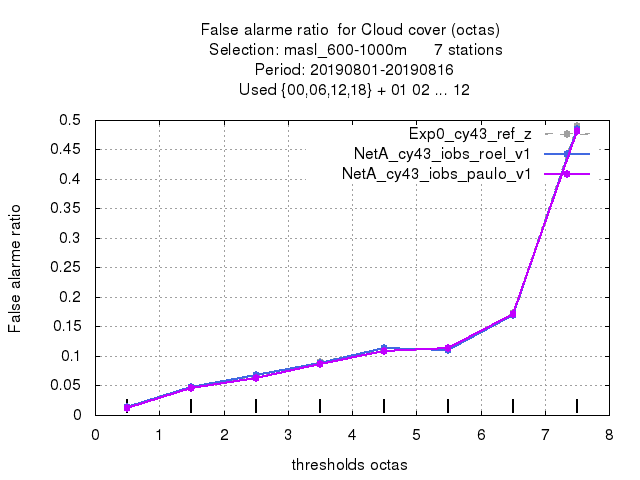 False alarme ratio  for Cloud cover (octas)
Selection: masl_600-1000m      7 stations
Period: 20190801-20190816
Used {00,06,12,18} + 01 02 ... 12
Exp0_cy43_ref_z
NetA_cy43_iobs_roel_v1
NetA_cy43_iobs_paulo_v1
False alarme ratio
0.5
0.45
0.4
0.35
0.3
0.25
0.2
0.15
0.1
0.05
0
0 1 2 3 4 5 6 7 8
thresholds octas